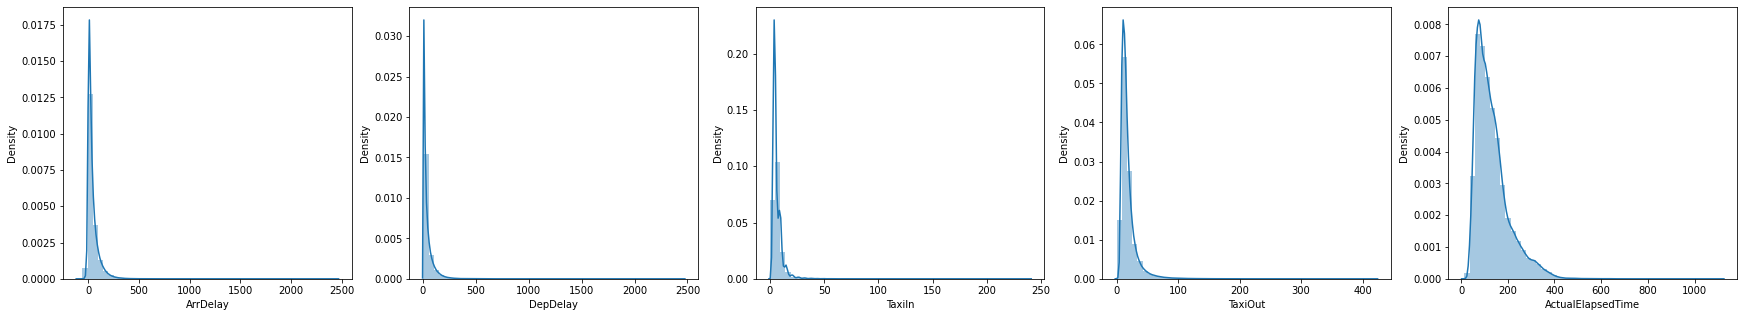 Density
0.0175
0.0150
0.0125
0.0100
0.0075
0.0050
0.0025
0.0000
0 500 1000 1500 2000 2500
ArrDelay
Density
0.030
0.025
0.020
0.015
0.010
0.005
0.000
0 500 1000 1500 2000 2500
DepDelay
Density
0.20
0.15
0.10
0.05
0.00
0 50 100 150 200 250
TaxiIn
Density
0.06
0.05
0.04
0.03
0.02
0.01
0.00
0 100 200 300 400
TaxiOut
Density
0.008
0.007
0.006
0.005
0.004
0.003
0.002
0.001
0.000
0 200 400 600 800 1000
ActualElapsedTime